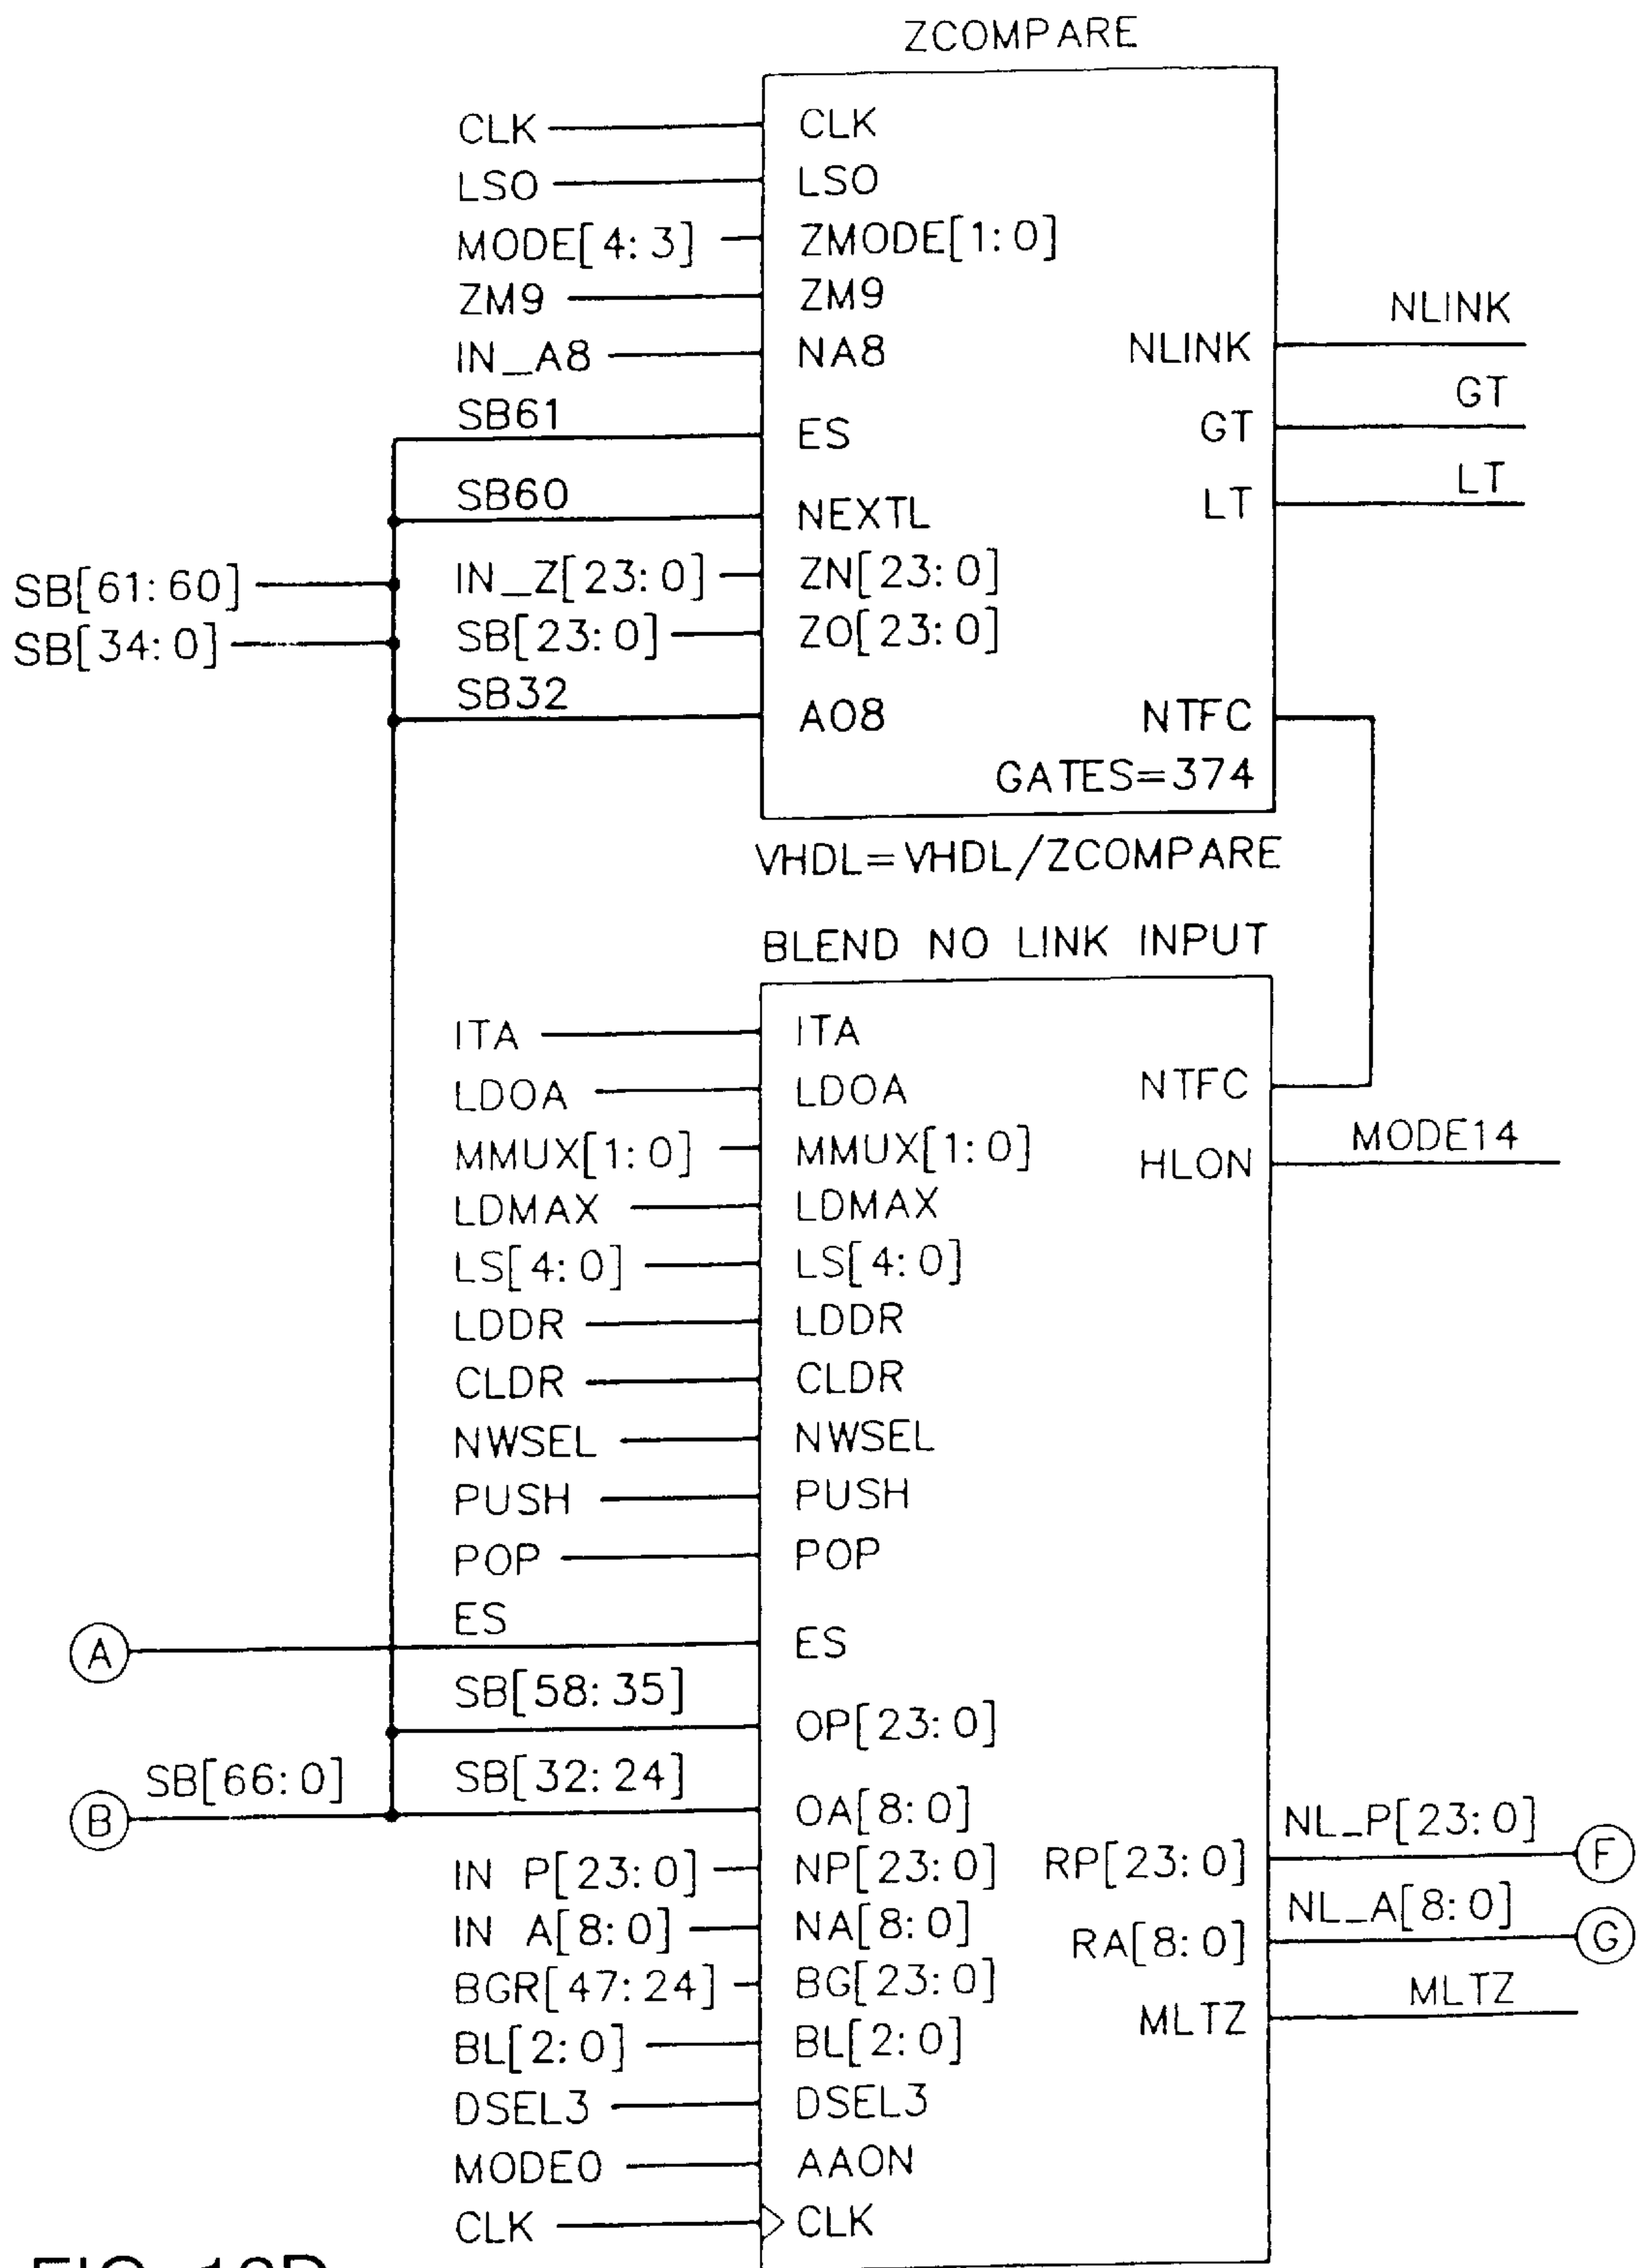 ZCOMPARE
CLK CLK
LSO LSO
MODE[4:3] ZMODE[1:0]
ZM9 ZM9
NLINK
IN_A8 NA8 NLINK
GT
SB61
ES GT
LT
SB60
NEXTL LT
SB[61:60] IN_Z[23:0] ZN[23:0]
SB[34:0] SB[23:0] ZO[23:0]
SB32
AO8 NTFC
GATES=374
VHDL=VHDL/ZCOMPARE
BLEND NO LINK INPUT
ITA ITA
LDOA LDOA NTFC
MODE14
MMUX[1:0] MMUX[1:0] HLON
LDMAX LDMAX
LS[4:0] LS[4:0]
LDDR LDDR
CLDR CLDR
NWSEL NWSEL
PUSH PUSH
POP POP
ES
A ES
SB[58:35]
OP[23:0]
SB[66:0] SB[32:24]
B OA[8:0] NL_P[23:0]
IN P[23:0] NP[23:0] RP[23:0] F
NL_A[8:0]
IN A[8:0] NA[8:0] RA[8:0] G
BGR[47:24] BG[23:0] MLTZ
BL[2:0] BL[2:0] MLTZ
DSEL3 DSEL3
MODE0 AAON
CLK CLK